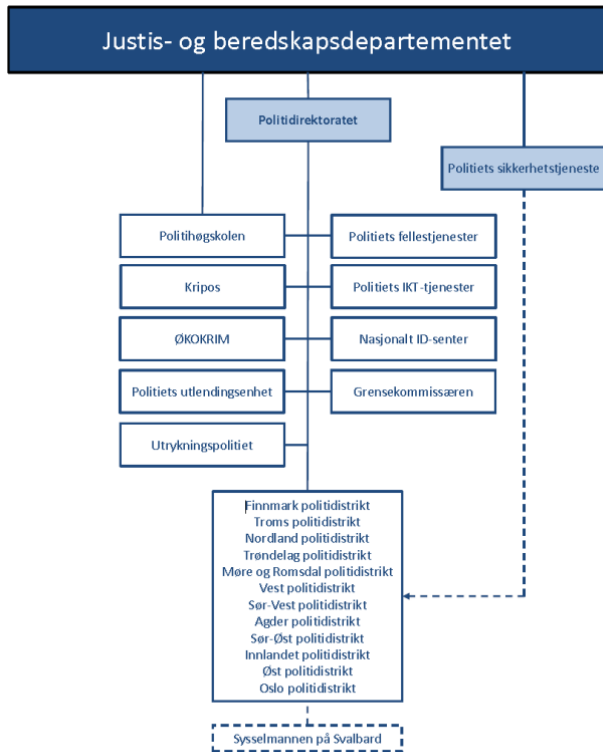 Justis- og beredskapsdepartementet
Politidirektoratet
Politiets sikkerhetstjeneste
Politihøgskolen
Politiets fellestjenester
Kripos
Politiets IKT-tjenester
ØKOKRIM
Nasjonalt ID-senter
Politiets utlendingsenhet
Grensekommissæren
Utrykningspolitiet
Finnmark politidistrikt
Troms politidistrikt
Nordland politidistrikt
Trøndelag politidistrikt
Møre og Romsdal politidistrikt
Vest politidistrikt
Sør-Vest politidistrikt
Agder politidistrikt
Sør-Øst politidistrikt
Innlandet politidistrikt
Øst politidistrikt
Oslo politidistrikt
Sysselmannen på Svalbard